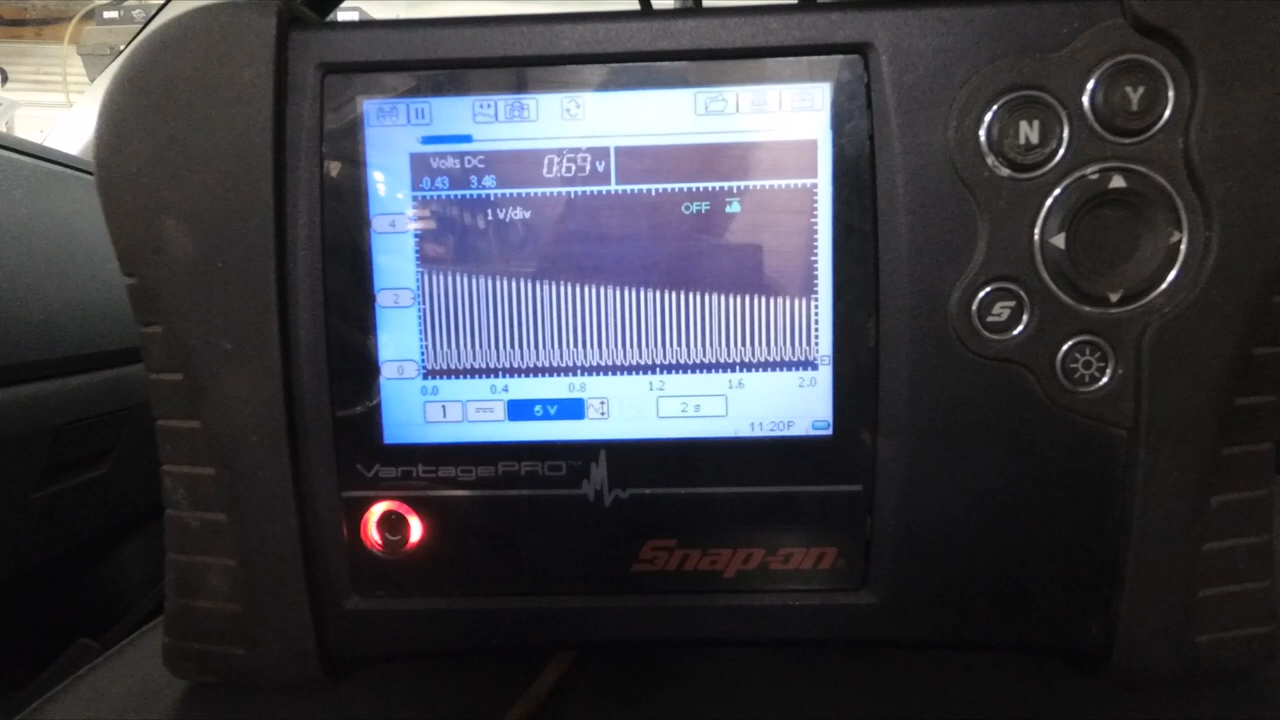 Volts DC 0.69 V
-0.43 3.46
1 V/div OFF
4
2
0
0.0 0.4 0.8 1.2 1.6 2.0
1 5 V 2 s
11:20P
VantagePRO™
Snap-on
N
Y
S